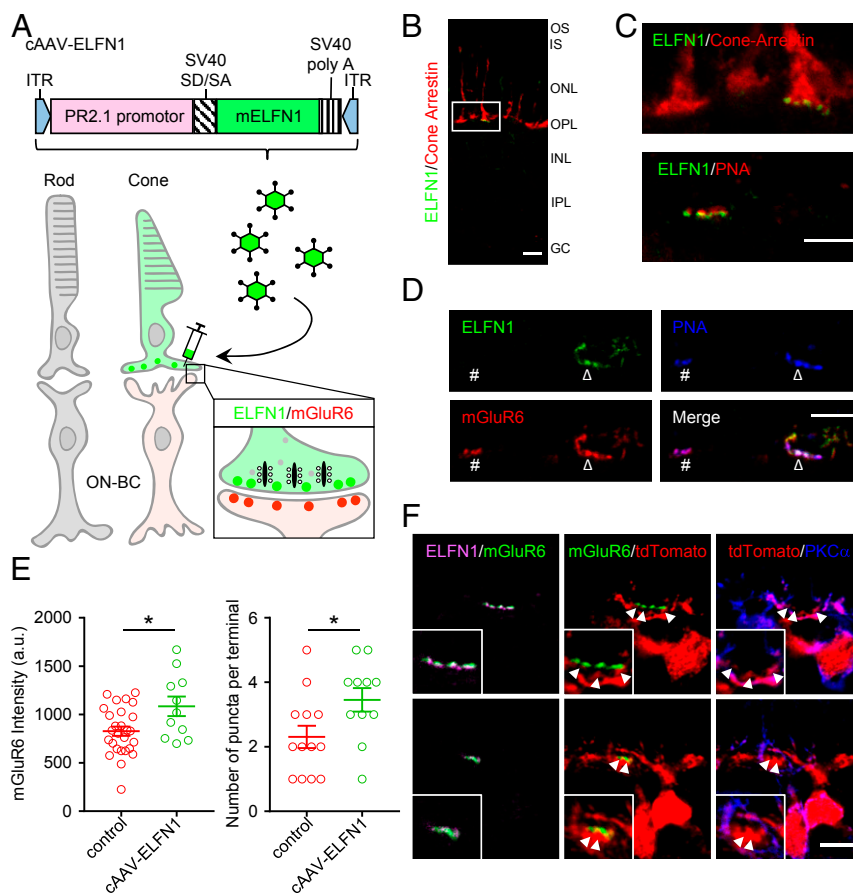 A
cAAV-ELFN1
SV40
SD/SA
SV40
poly A
ITR
ITR
PR2.1 promotor
mELFN1
Rod
Cone
ELFN1/mGluR6
ON-BC
B
ELFN1/Cone Arrestin
OS
IS
ONL
OPL
INL
IPL
GC
C
ELFN1/Cone-Arrestin
ELFN1/PNA
D
ELFN1
#
Δ
PNA
#
Δ
mGluR6
#
Δ
Merge
#
Δ
E
mGluR6 Intensity (a.u.)
2000
1500
1000
500
0
*
control
cAAV-ELFN1
Number of puncta per terminal
6
4
2
0
*
control
cAAV-ELFN1
F
ELFN1/mGluR6
mGluR6/tdTomato
tdTomato/PKCα